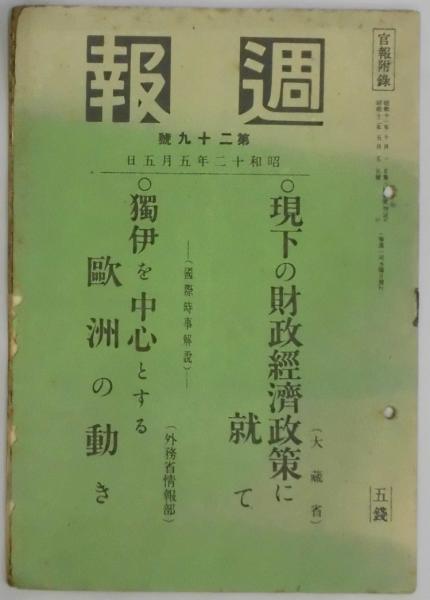 官報附錄
週報
第二十九號
昭和十二年五月五日
○現下の財政經濟政策に
就て
(大藏省)
―(國際時事解說)―
○獨伊を中心とする
歐洲の動き
(外務省情報部)
五錢